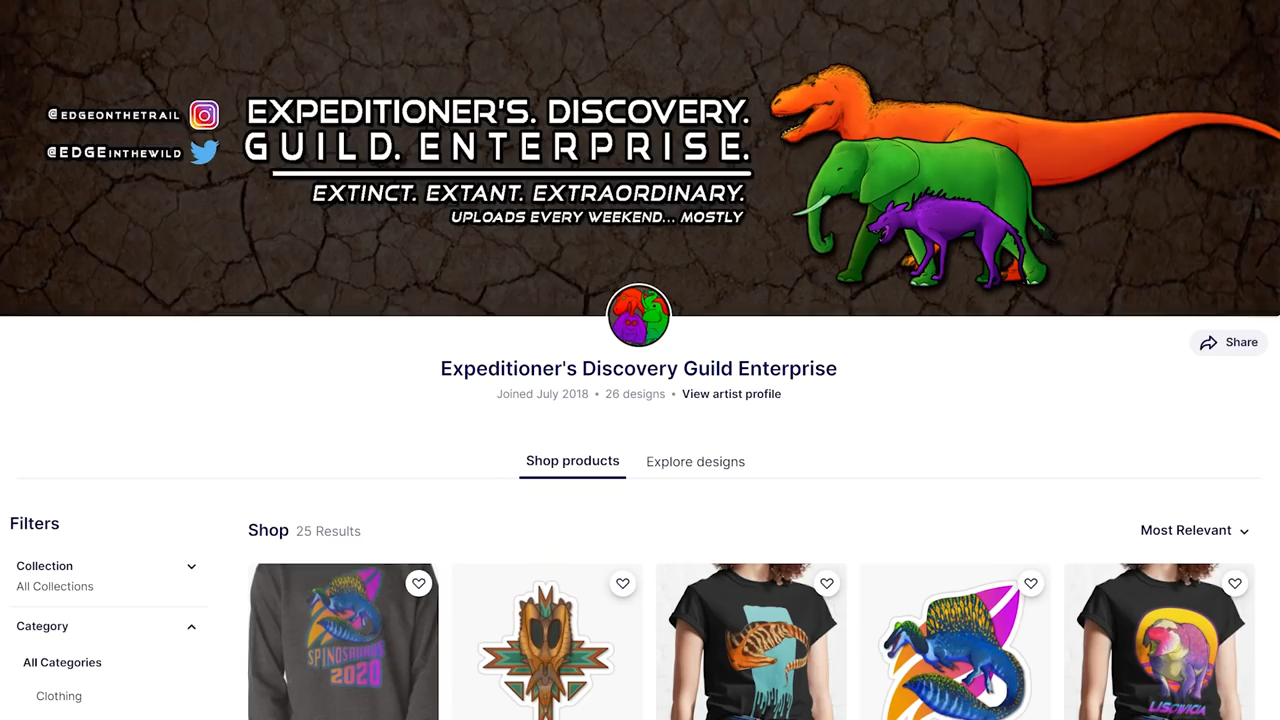 @EDGEONTHETRAIL
@EDGEINTHEWILD
EXPEDITIONER'S. DISCOVERY.
GUILD. ENTERPRISE.
EXTINCT. EXTANT. EXTRAORDINARY.
UPLOADS EVERY WEEKEND... MOSTLY
Share
Expeditioner's Discovery Guild Enterprise
Joined July 2018 • 26 designs • View artist profile
Shop products
Explore designs
Filters
Shop 25 Results
Most Relevant
Collection
All Collections
Category
All Categories
Clothing
SPINOSAURUS
2020
LISOWICIA